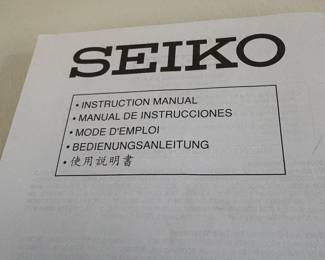 SEIKO
• INSTRUCTION MANUAL
• MANUAL DE INSTRUCCIONES
• MODE D'EMPLOI
• BEDIENUNGSANLEITUNG
• 使用説明書